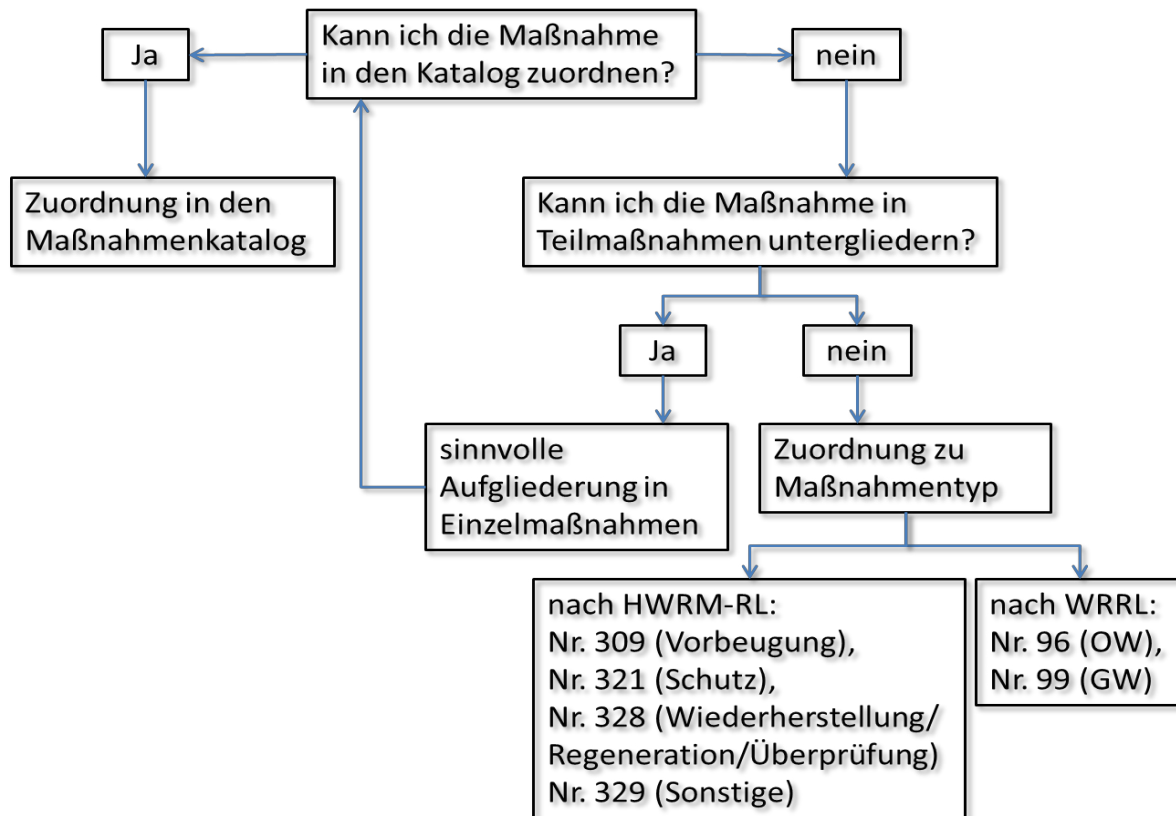 Kann ich die Maßnahme
in den Katalog zuordnen?
Ja
nein
Zuordnung in den
Maßnahmenkatalog
Kann ich die Maßnahme in
Teilmaßnahmen untergliedern?
Ja
nein
sinnvolle
Aufgliederung in
Einzelmaßnahmen
Zuordnung zu
Maßnahmentyp
nach HWRM-RL:
Nr. 309 (Vorbeugung),
Nr. 321 (Schutz),
Nr. 328 (Wiederherstellung/
Regeneration/Überprüfung)
Nr. 329 (Sonstige)
nach WRRL:
Nr. 96 (OW),
Nr. 99 (GW)